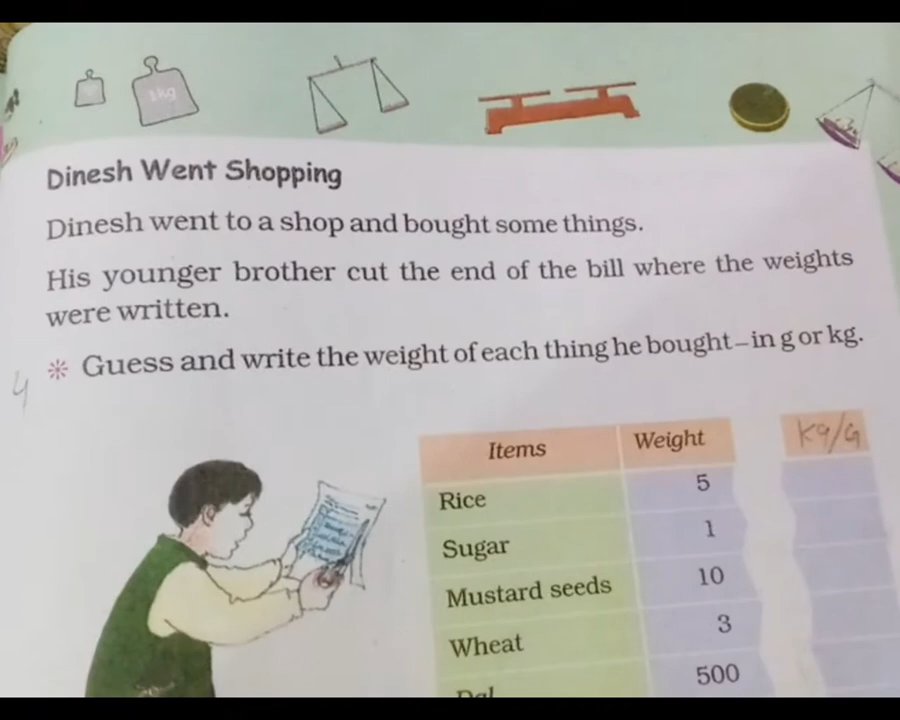 1kg
Dinesh Went Shopping
Dinesh went to a shop and bought some things.
His younger brother cut the end of the bill where the weights
were written.
Guess and write the weight of each thing he bought – in g or kg.
4
Items Weight Kg/G
Rice 5
Sugar 1
Mustard seeds 10
Wheat 3
Dal 500